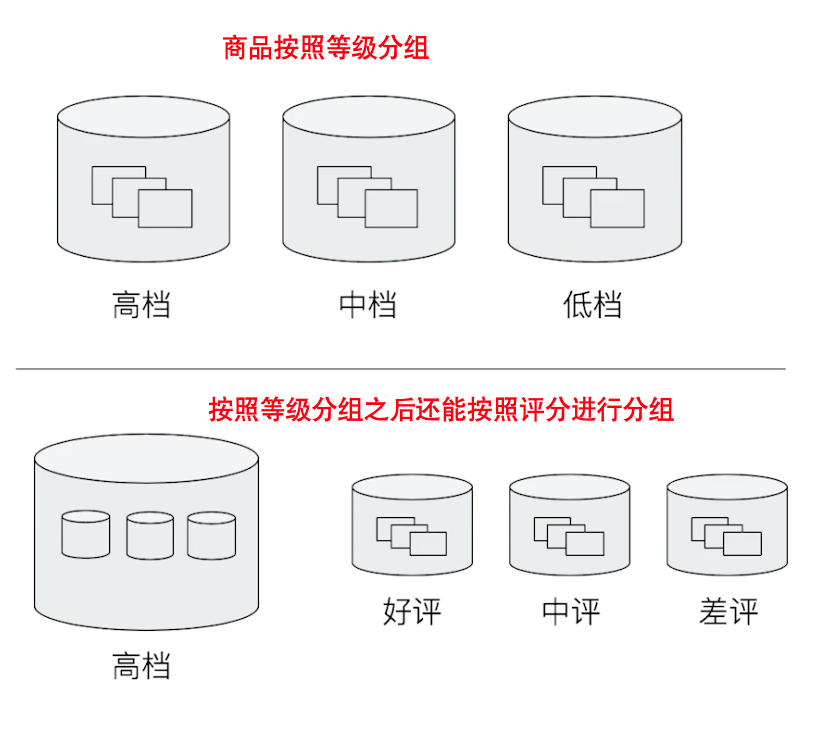 商品按照等级分组
高档 中档 低档
按照等级分组之后还能按照评分进行分组
好评 中评 差评
高档